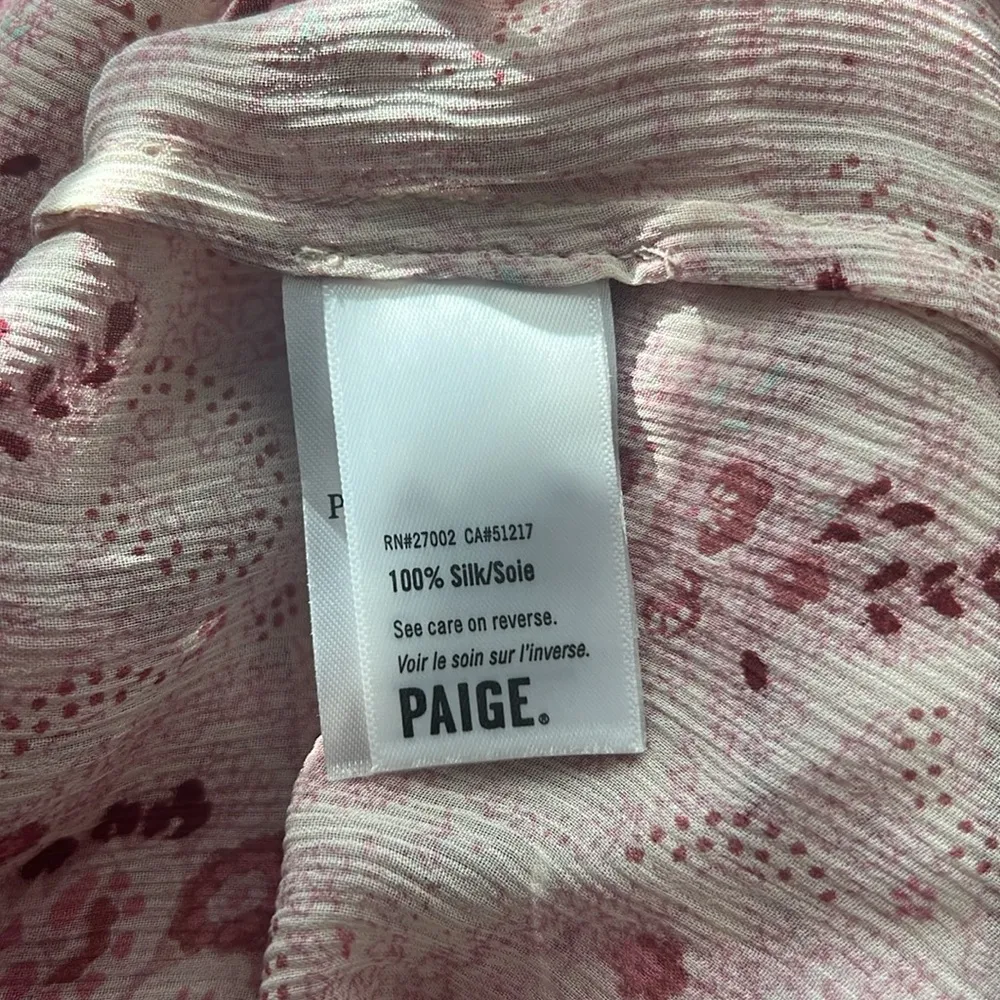 P
RN#27002 CA#51217
100% Silk/Soie
See care on reverse.
Voir le soin sur l'inverse.
PAIGE®